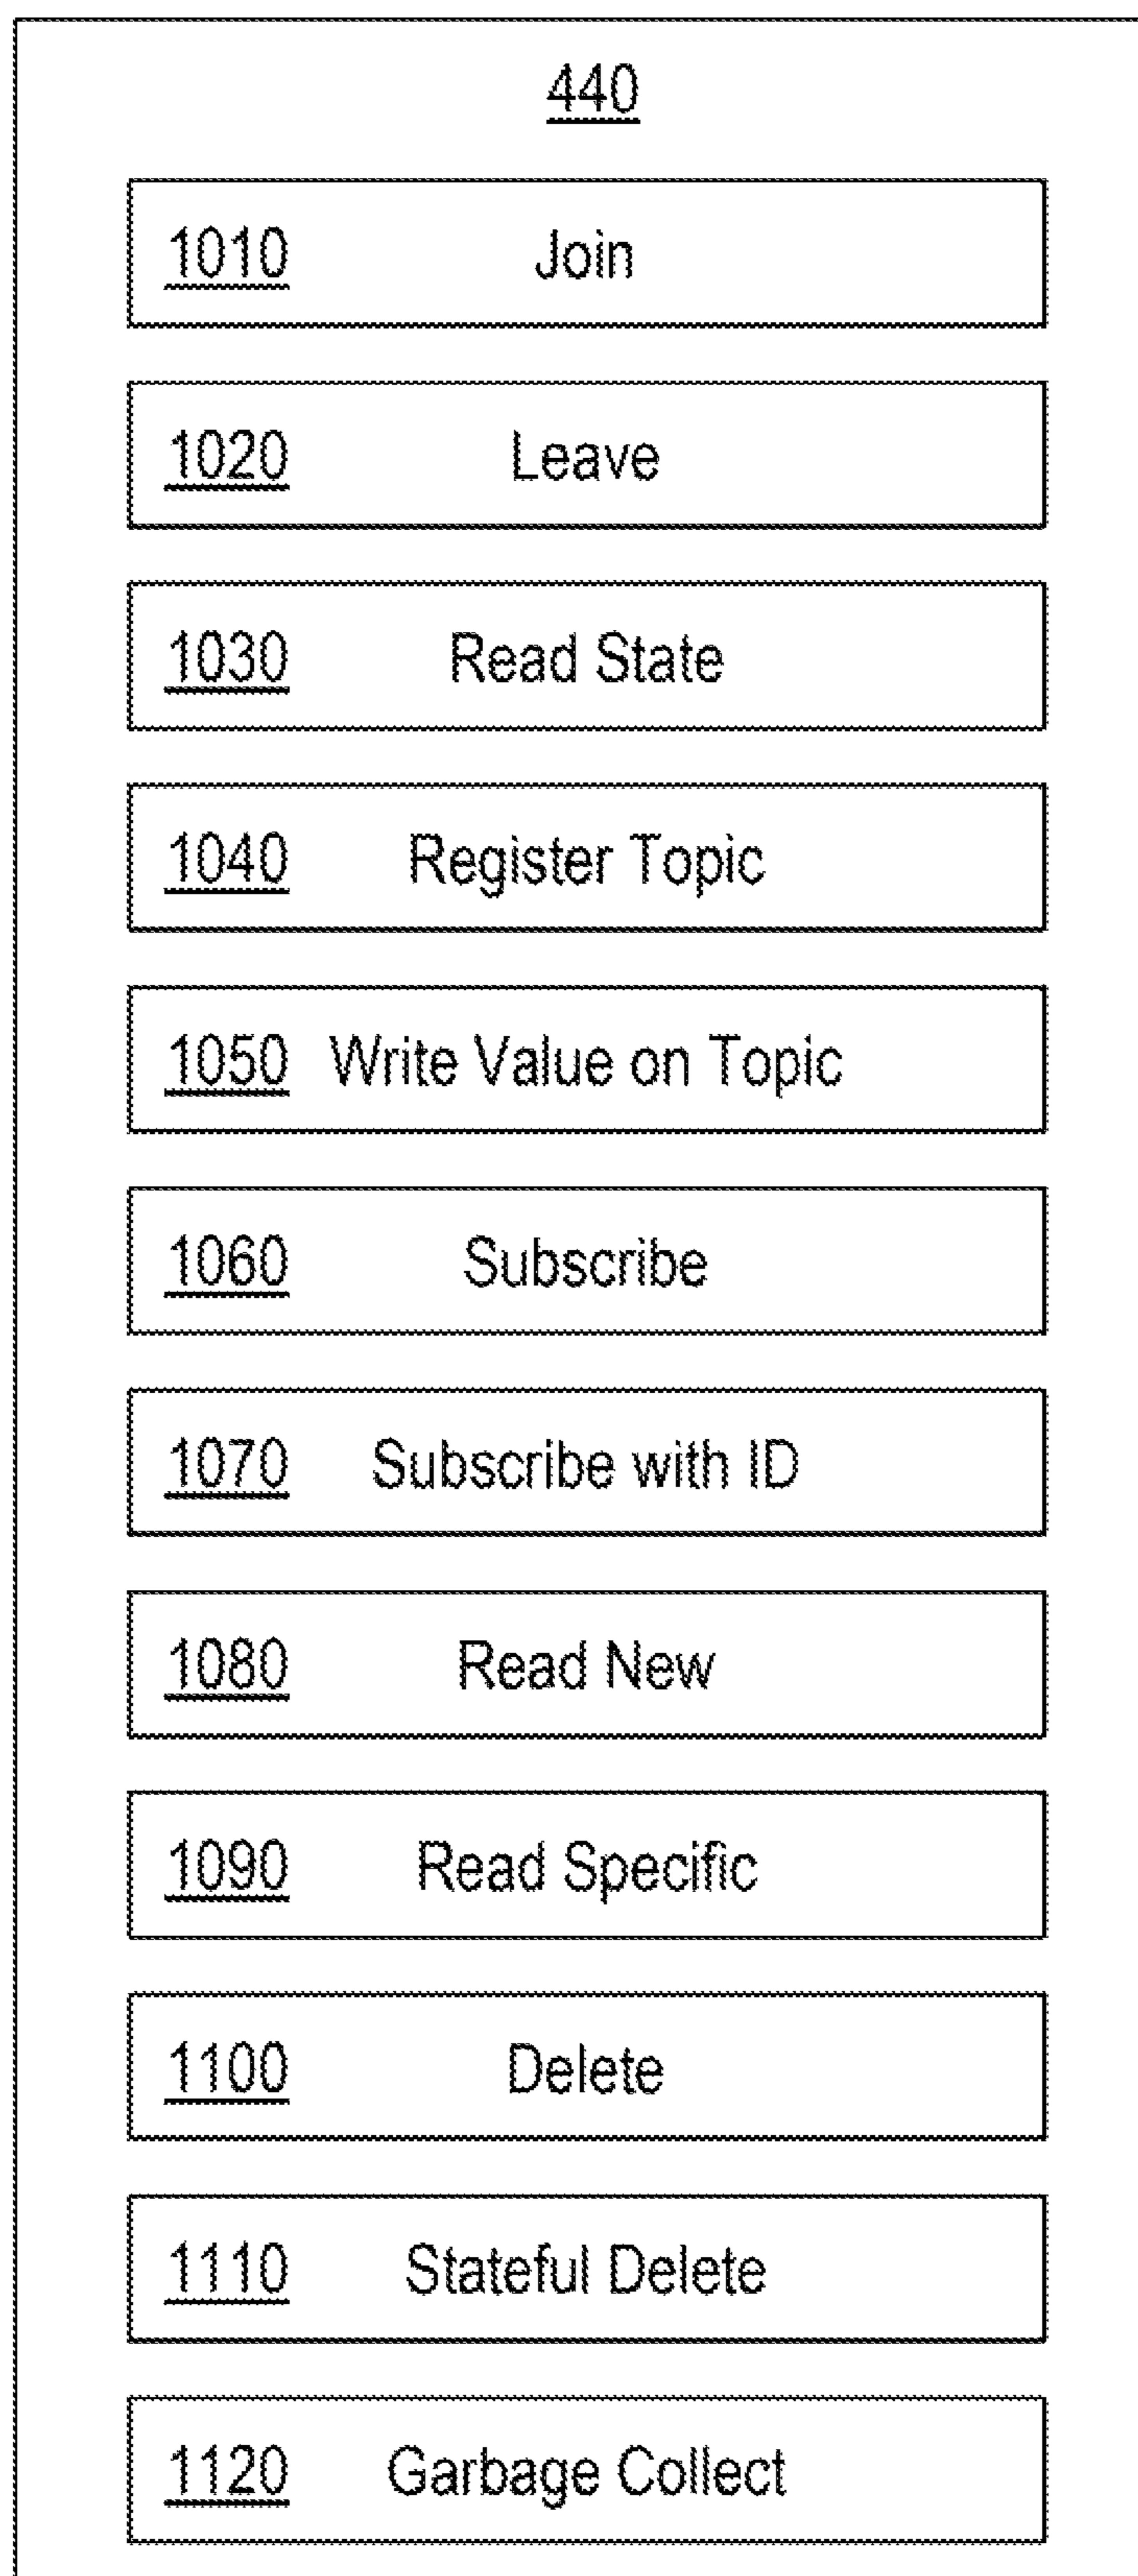 440
1010 Join
1020 Leave
1030 Read State
1040 Register Topic
1050 Write Value on Topic
1060 Subscribe
1070 Subscribe with ID
1080 Read New
1090 Read Specific
1100 Delete
1110 Stateful Delete
1120 Garbage Collect